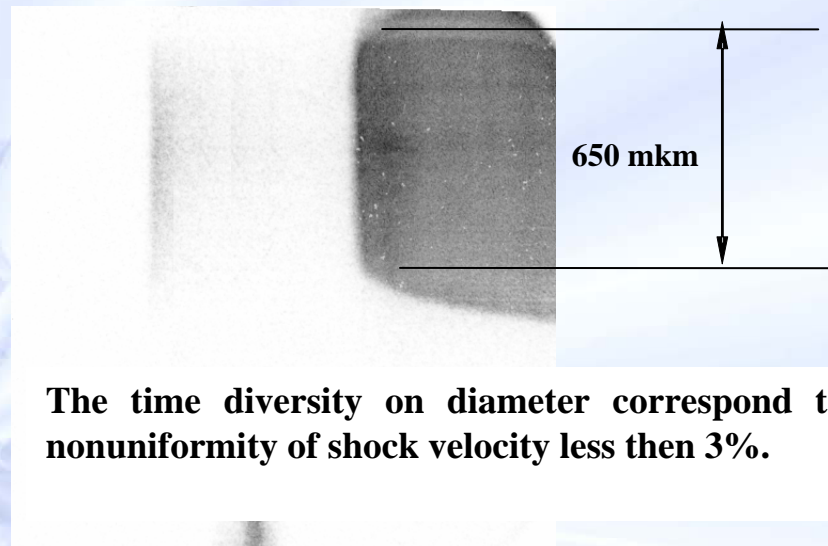 650 mkm
The time diversity on diameter correspond t
nonuniformity of shock velocity less then 3%.